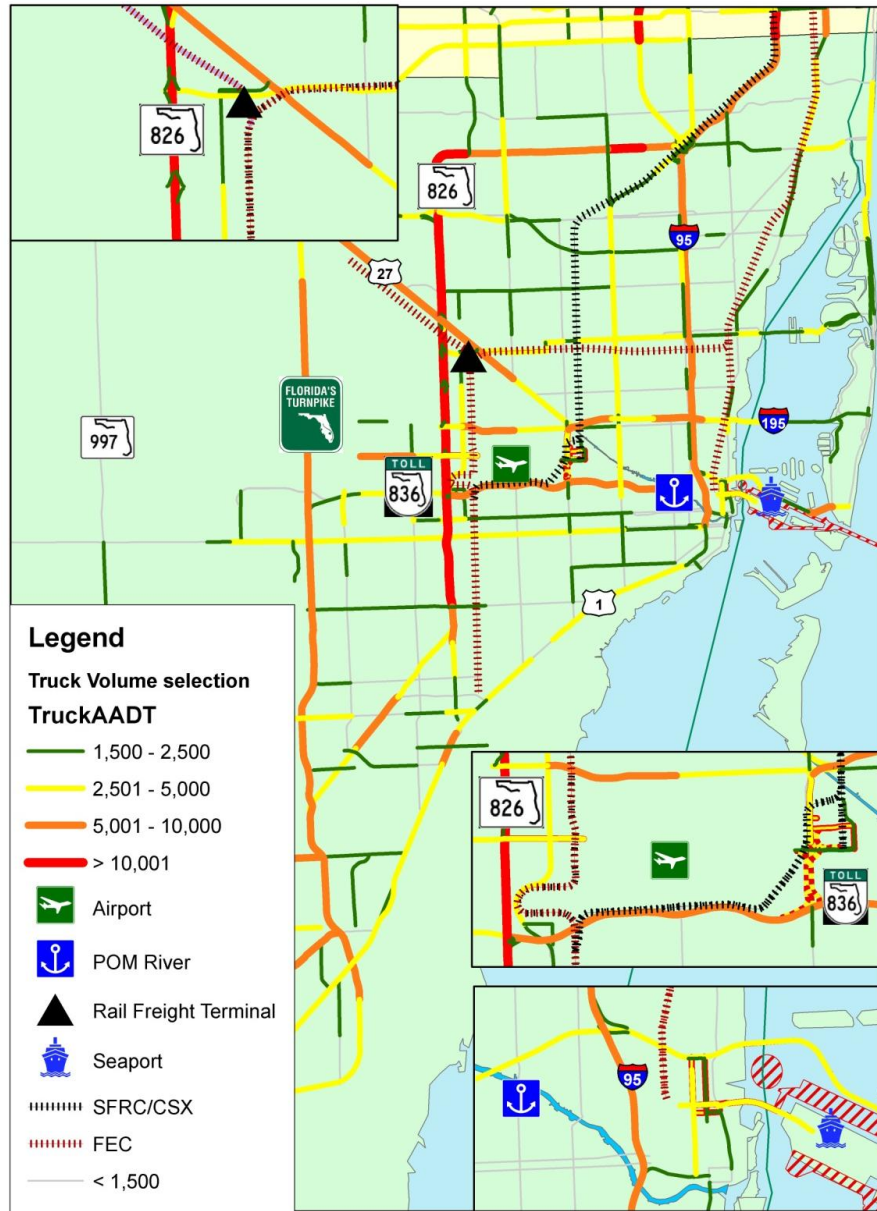 826
826
95
27
FLORIDA'S
TURNPIKE
997
195
TOLL
836
1
Legend
Truck Volume selection
TruckAADT
1,500 - 2,500
2,501 - 5,000
5,001 - 10,000
> 10,001
Airport
POM River
Rail Freight Terminal
Seaport
SFRC/CSX
FEC
< 1,500
826
TOLL
836
95